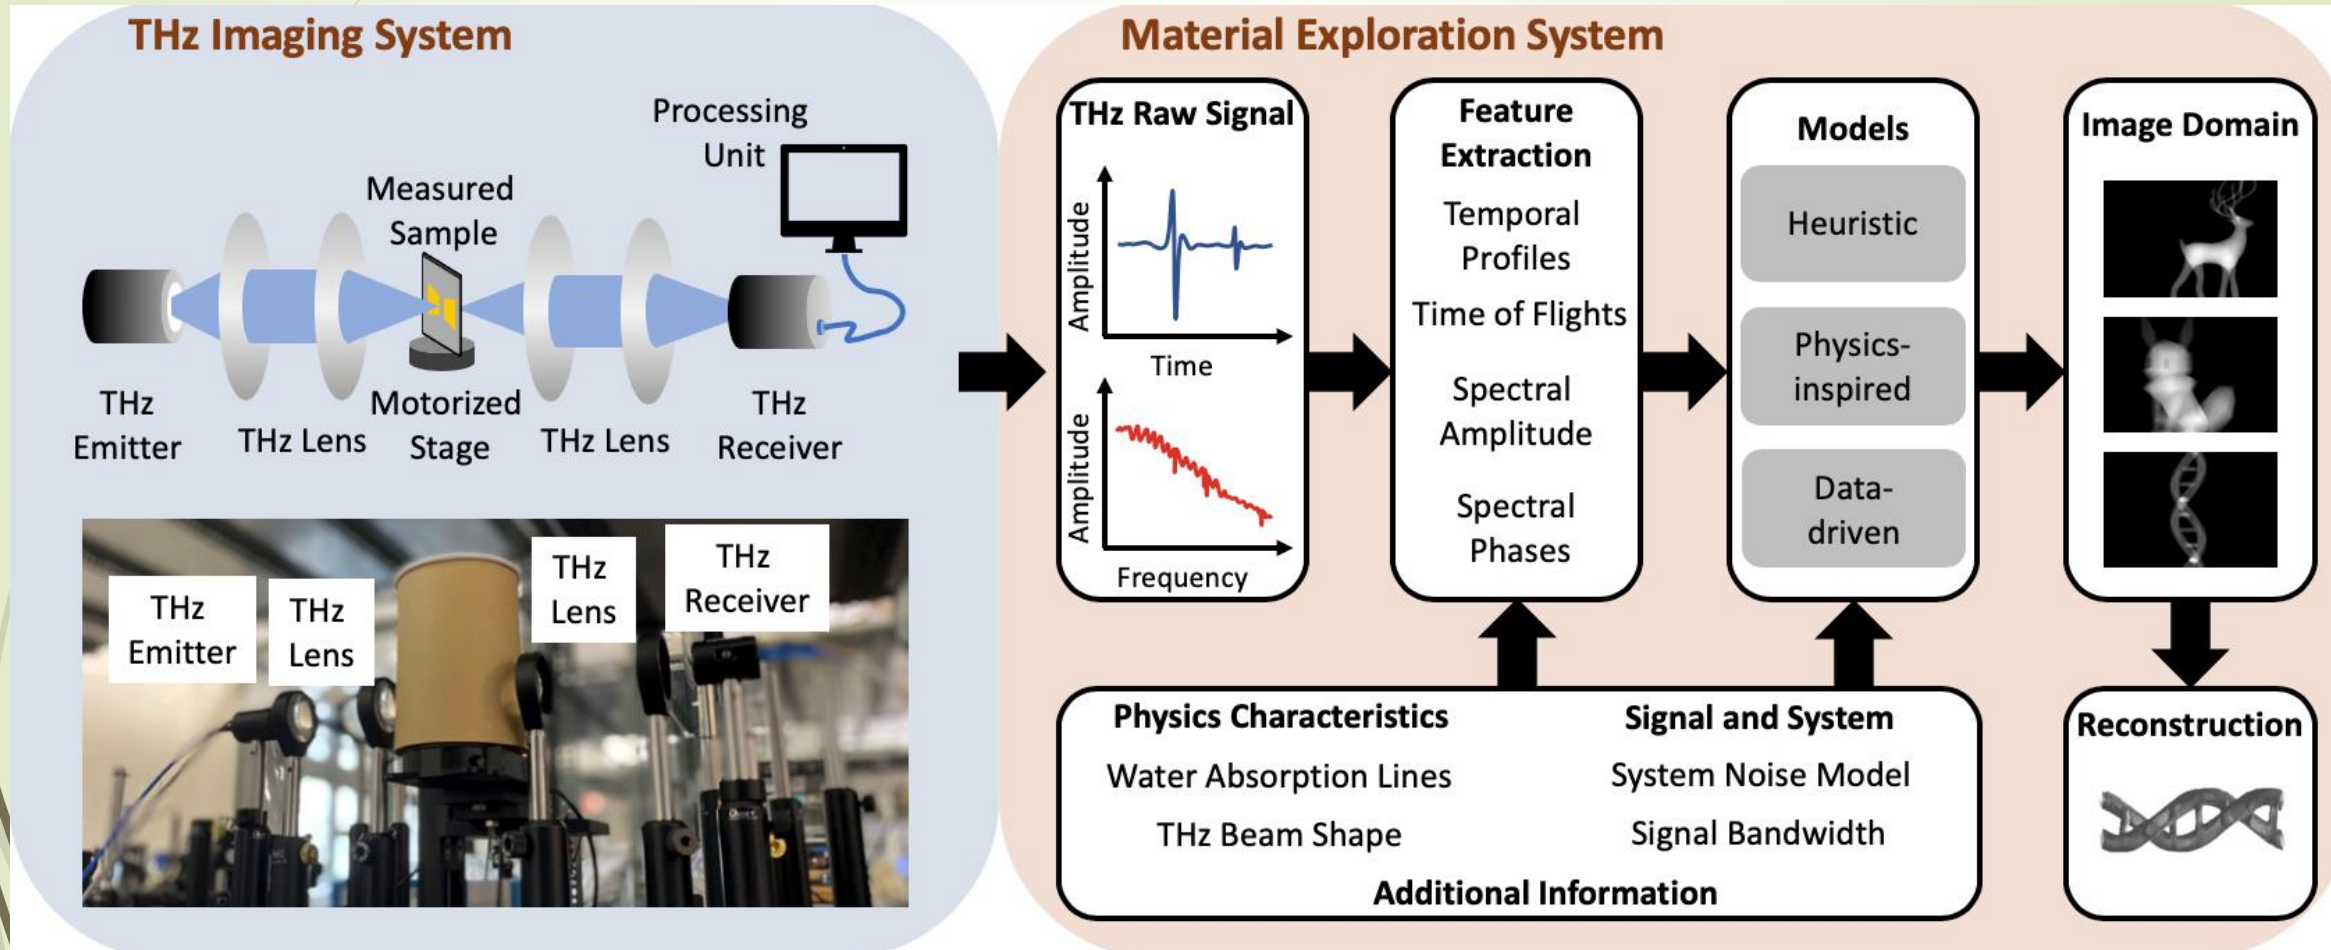 THz Imaging System
Processing
Unit
Measured
Sample
THz
Emitter
THz Lens
Motorized
Stage
THz Lens
THz
Receiver
THz
Emitter
THz
Lens
THz
Lens
THz
Receiver
Material Exploration System
THz Raw Signal
Amplitude
Time
Amplitude
Frequency
Feature
Extraction
Temporal
Profiles
Time of Flights
Spectral
Amplitude
Spectral
Phases
Models
Heuristic
Physics-
inspired
Data-
driven
Image Domain
Physics Characteristics
Water Absorption Lines
THz Beam Shape
Signal and System
System Noise Model
Signal Bandwidth
Additional Information
Reconstruction